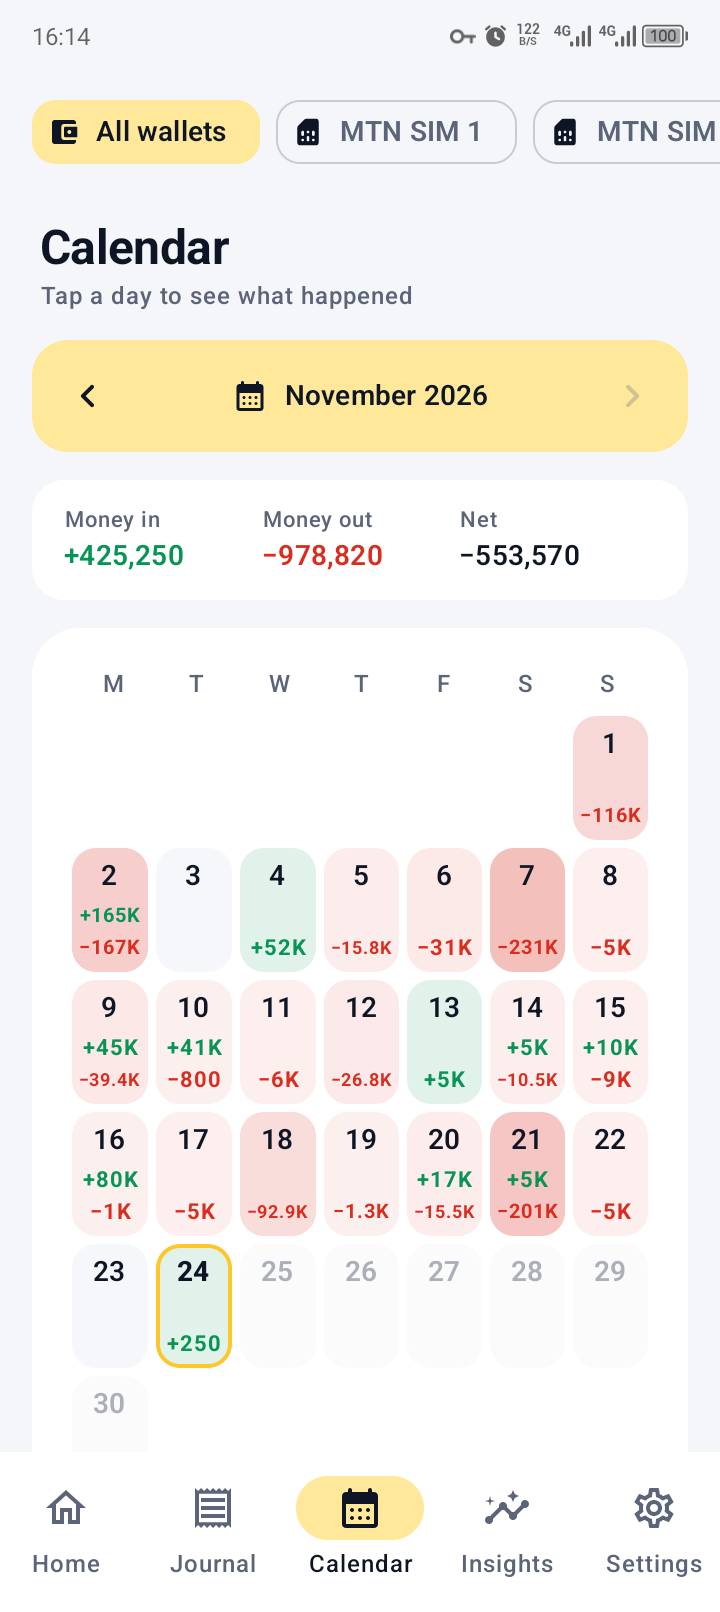 16:14
122
B/S
4G
4G
100
All wallets
MTN SIM 1
MTN SIM
Calendar
Tap a day to see what happened
November 2026
Money in
Money out
Net
+425,250
−978,820
−553,570
M T W T F S S
1
−116K
2 3 4 5 6 7 8
+165K
−167K +52K −15.8K −31K −231K −5K
9 10 11 12 13 14 15
+45K +41K +5K +10K
−39.4K −800 −6K −26.8K +5K −10.5K −9K
16 17 18 19 20 21 22
+80K +17K +5K
−1K −5K −92.9K −1.3K −15.5K −201K −5K
23 24 25 26 27 28 29
+250
30
Home Journal Calendar Insights Settings